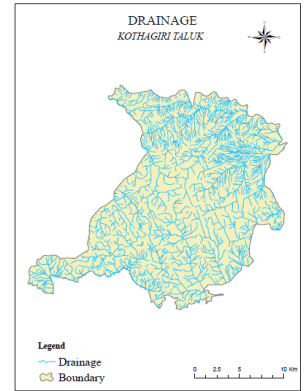 DRAINAGE
KOTHAGIRI TALUK
Legend
Drainage
Boundary
0 2.5 5 10 Km